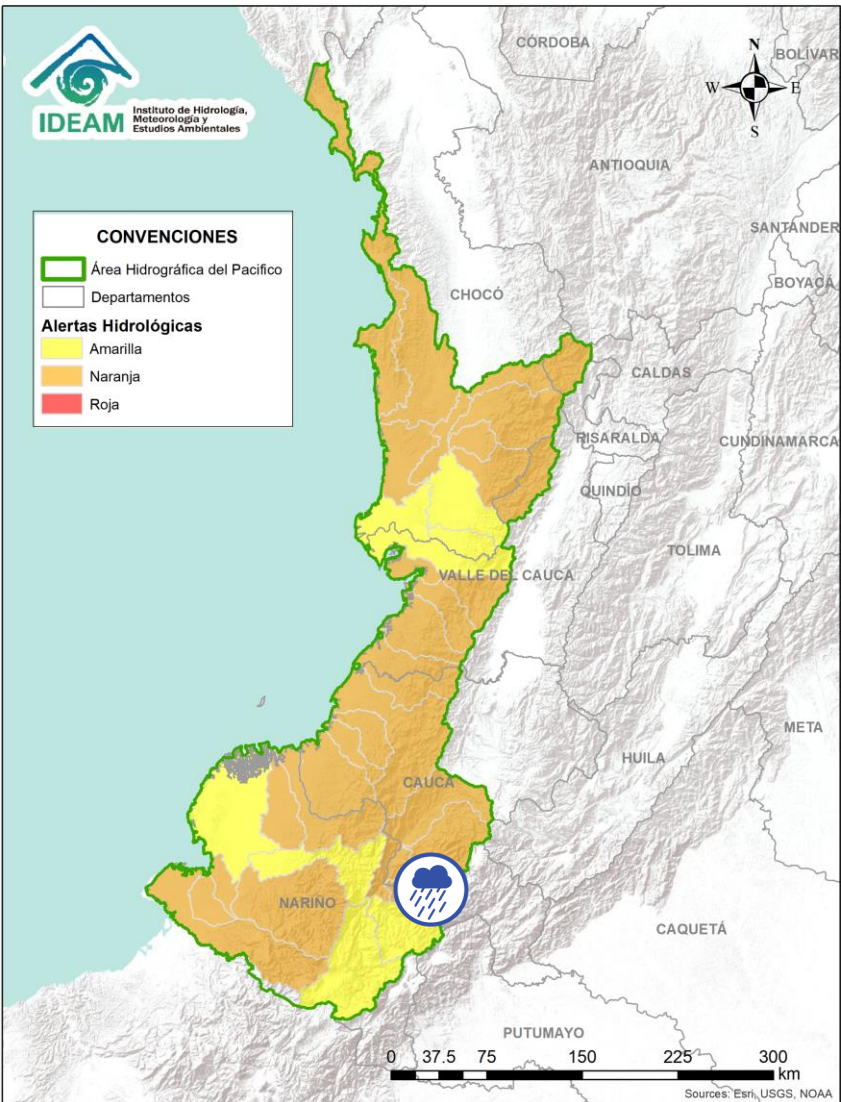 IDEAM
Instituto de Hidrología,
Meteorología y
Estudios Ambientales
CÓRDOBA
BOLÍVAR
N
W
E
S
ANTIOQUIA
SANTANDER
BOYACÁ
CONVENCIONES
Área Hidrográfica del Pacifico
Departamentos
Alertas Hidrológicas
Amarilla
Naranja
Roja
CHOCÓ
CALDAS
RISARALDA
CUNDINAMARCA
QUINDÍO
TOLIMA
VALLE DEL CAUCA
META
HUILA
CAUCA
NARIÑO
CAQUETÁ
PUTUMAYO
0 37.5 75 150 225 300
km
Sources: Esri, USGS, NOAA